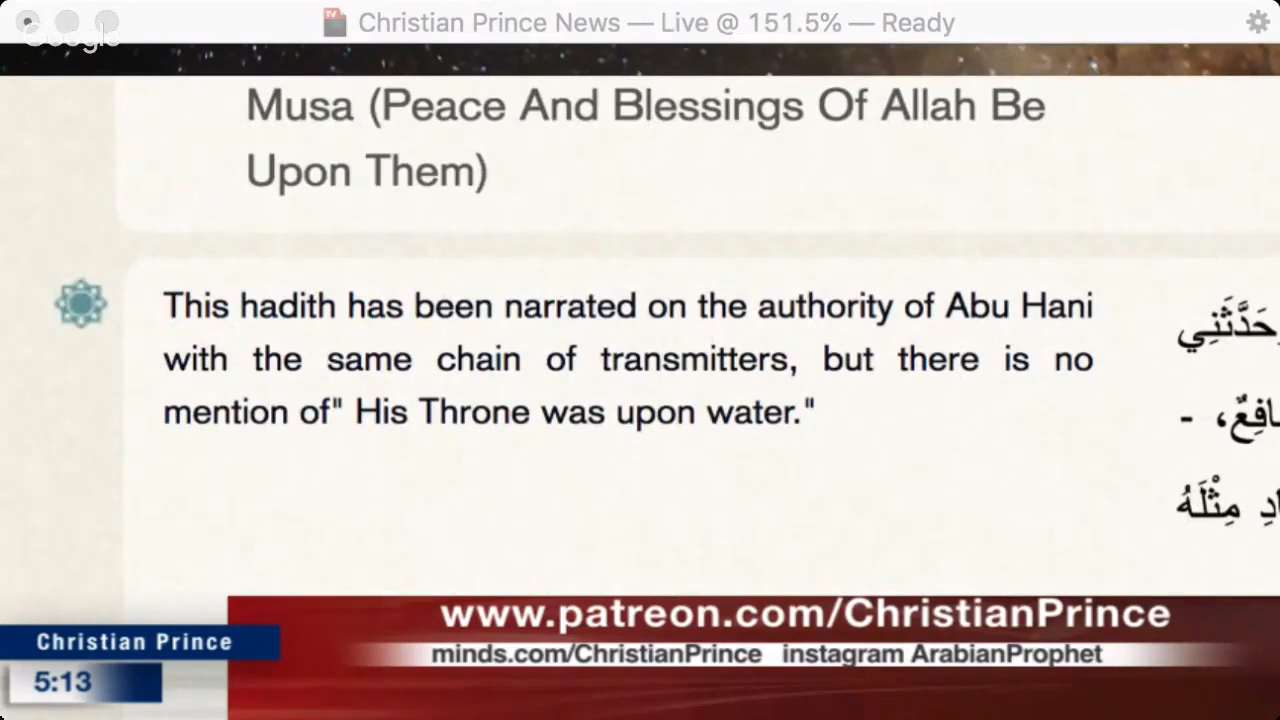 Google
Christian Prince News — Live @ 151.5% — Ready
Musa (Peace And Blessings Of Allah Be
Upon Them)
This hadith has been narrated on the authority of Abu Hani
with the same chain of transmitters, but there is no
mention of" His Throne was upon water."
حَدَّثَنِي
مِثْلَهُ
www.patreon.com/ChristianPrince
Christian Prince
minds.com/ChristianPrince instagram ArabianProphet
5:13